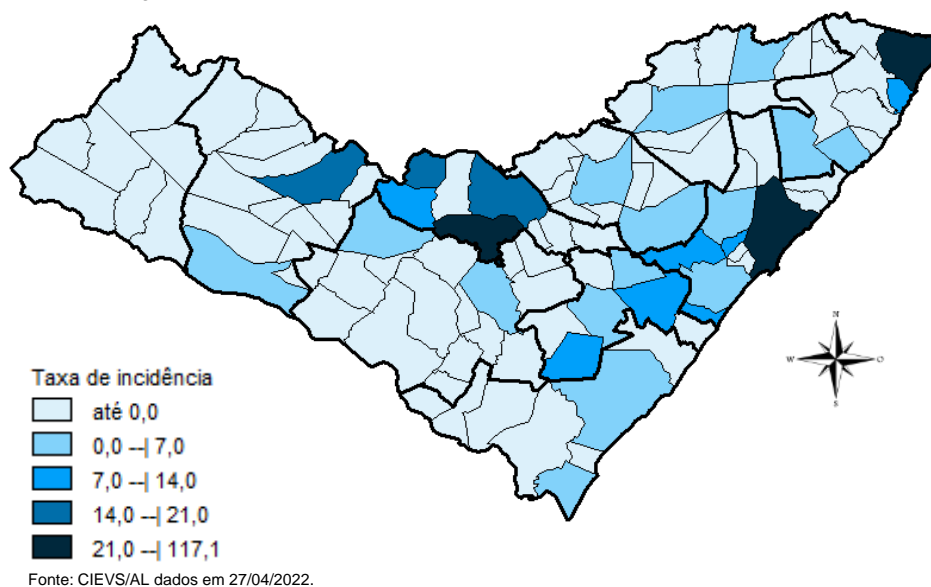 N
W
O
S
Taxa de incidência
até 0,0
0,0 --| 7,0
7,0 --| 14,0
14,0 --| 21,0
21,0 --| 117,1
Fonte: CIEVS/AL dados em 27/04/2022.